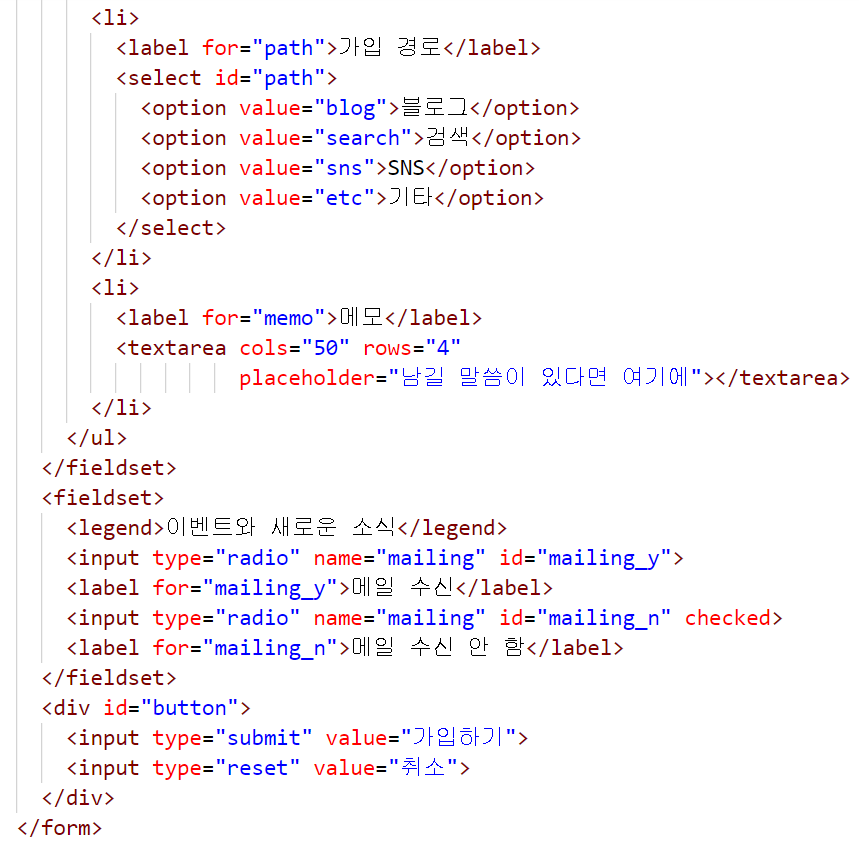 <li>
<label for="path">가입 경로</label>
<select id="path">
<option value="blog">블로그</option>
<option value="search">검색</option>
<option value="sns">SNS</option>
<option value="etc">기타</option>
</select>
</li>
<li>
<label for="memo">메모</label>
<textarea cols="50" rows="4"
placeholder="남길 말씀이 있다면 여기에"></textarea>
</li>
</ul>
</fieldset>
<fieldset>
<legend>이벤트와 새로운 소식</legend>
<input type="radio" name="mailing" id="mailing_y">
<label for="mailing_y">메일 수신</label>
<input type="radio" name="mailing" id="mailing_n" checked>
<label for="mailing_n">메일 수신 안 함</label>
</fieldset>
<div id="button">
<input type="submit" value="가입하기">
<input type="reset" value="취소">
</div>
</form>